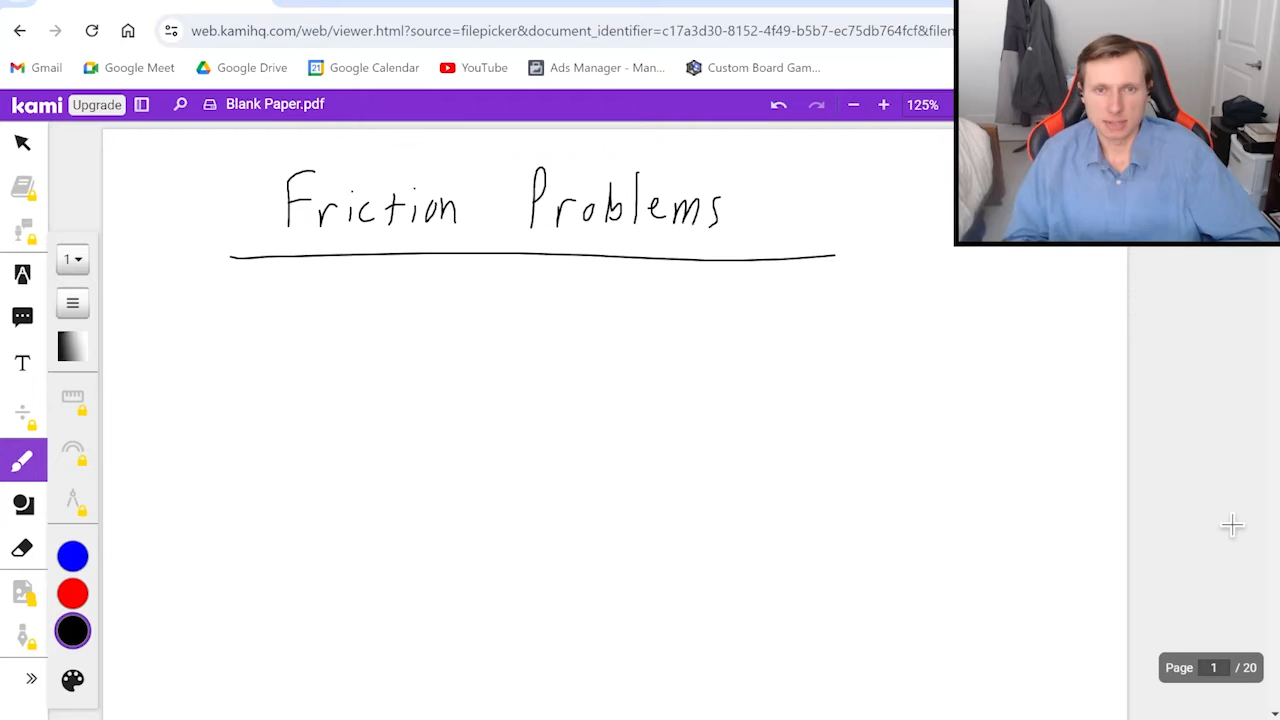 web.kamihq.com/web/viewer.html?source=filepicker&document_identifier=c17a3d30-8152-4f49-b5b7-ec75db764fcf&filen
Gmail Google Meet Google Drive 21 Google Calendar YouTube Ads Manager - Man... Custom Board Gam...
kami Upgrade Blank Paper.pdf 125%
Friction Problems
1
T
Page 1 / 20